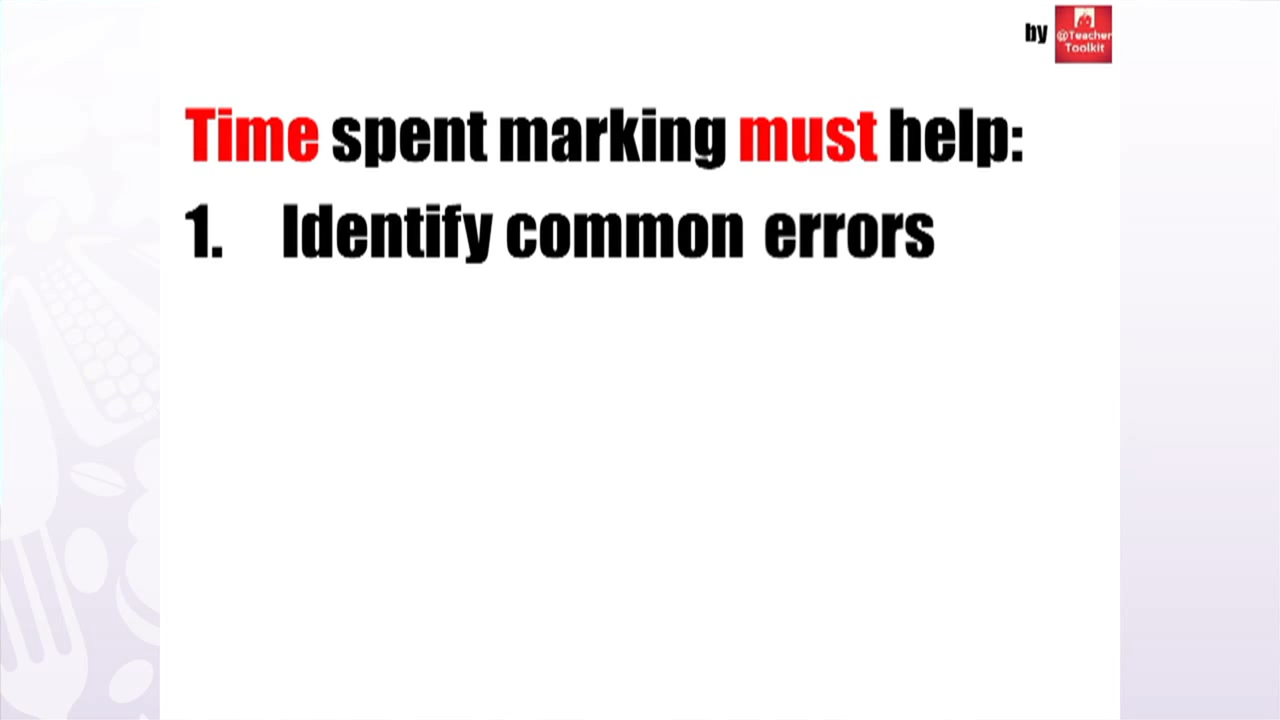 by
@Teacher
Toolkit
Time spent marking must help:
1. Identify common errors